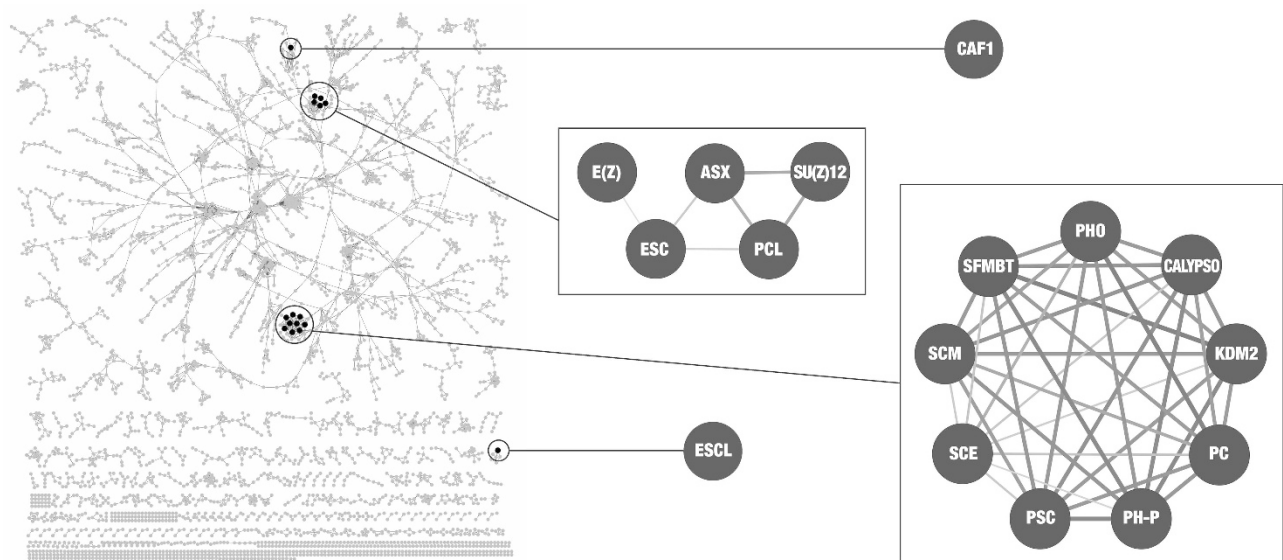 CAF1
E(Z)
ASX
SU(Z)12
ESC
PCL
PHO
SFMBT
CALYPSO
SCM
KDM2
SCE
PC
PSC
PH-P
ESCL